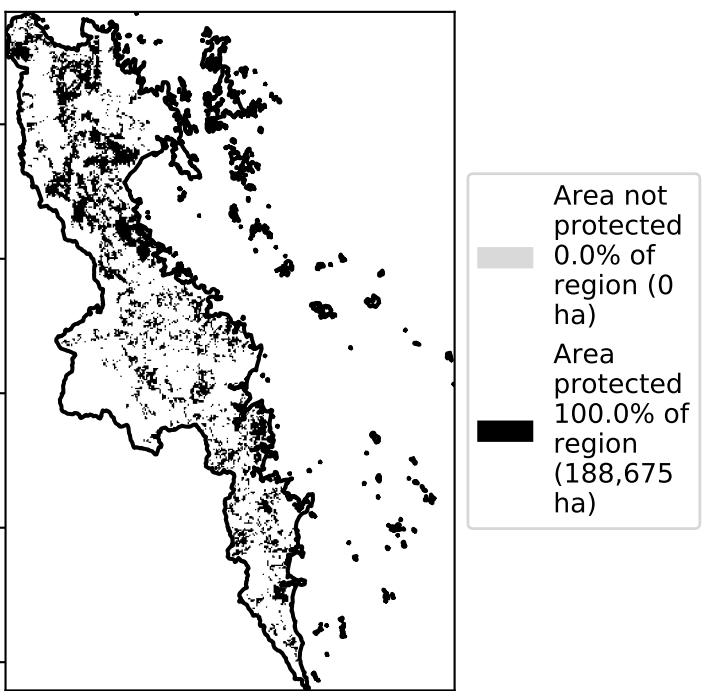 Area not
protected
0.0% of
region (0
ha)
Area
protected
100.0% of
region
(188,675
ha)